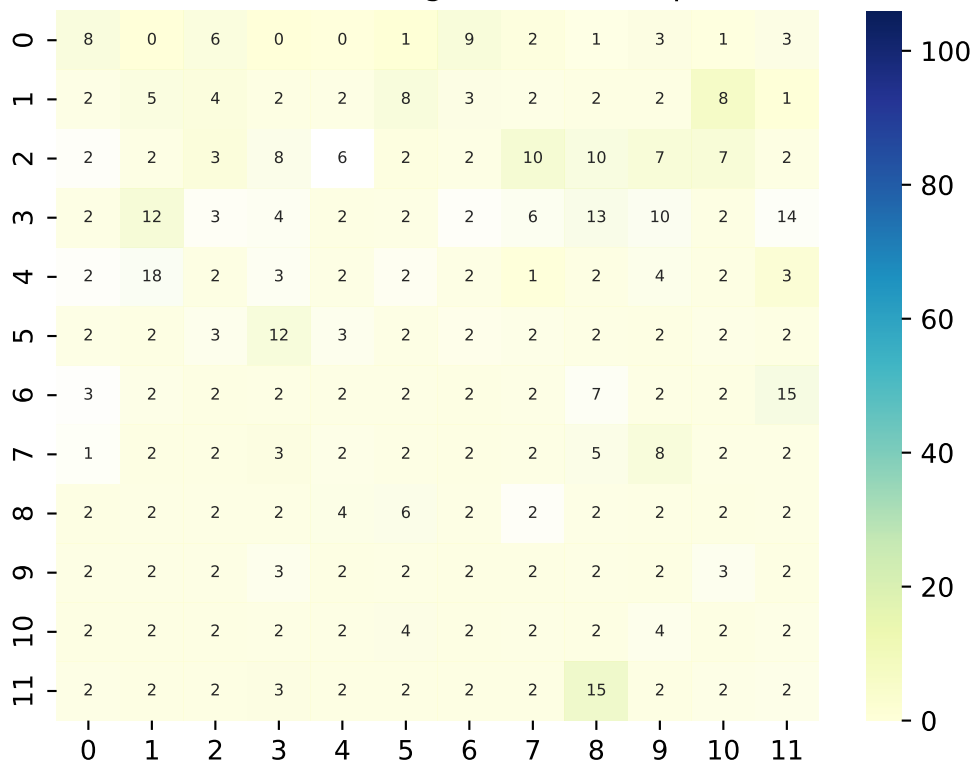 0 8 0 6 0 0 1 9 2 1 3 1 3
1 2 5 4 2 2 8 3 2 2 2 8 1
2 2 2 3 8 6 2 2 10 10 7 7 2
3 2 12 3 4 2 2 2 6 13 10 2 14
4 2 18 2 3 2 2 2 1 2 4 2 3
5 2 2 3 12 3 2 2 2 2 2 2 2
6 3 2 2 2 2 2 2 2 7 2 2 15
7 1 2 2 3 2 2 2 2 5 8 2 2
8 2 2 2 2 4 6 2 2 2 2 2 2
9 2 2 2 3 2 2 2 2 2 2 3 2
10 2 2 2 2 2 4 2 2 2 4 2 2
11 2 2 2 3 2 2 2 2 15 2 2 2
0 1 2 3 4 5 6 7 8 9 10 11
100
80
60
40
20
0